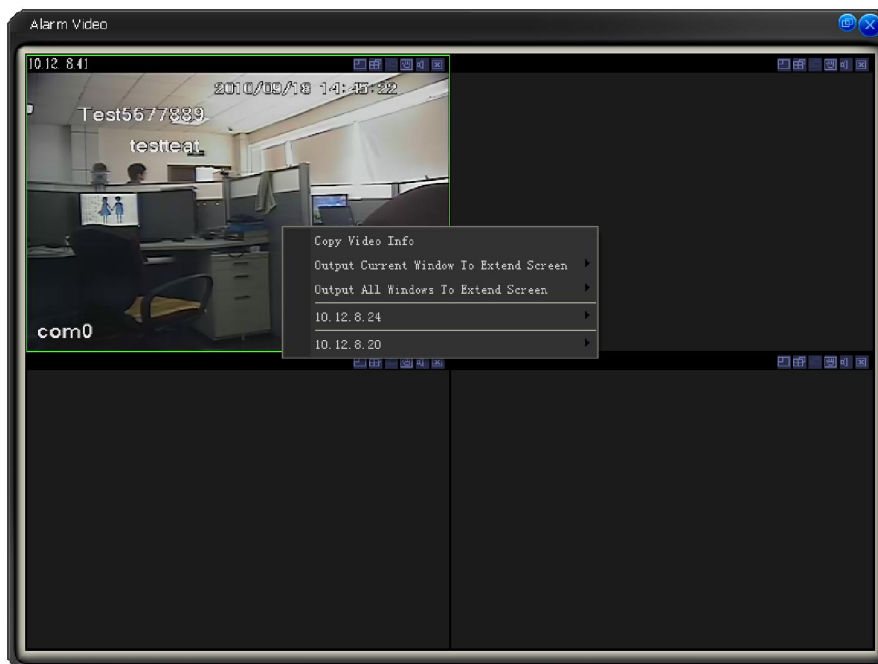 Alarm Video
10.12. 8.41
2010/09/18 14:45:22
Test5677889
testteat
Copy Video Info
Output Current Window To Extend Screen
Output All Windows To Extend Screen
10.12.8.24
10.12.8.20
com0